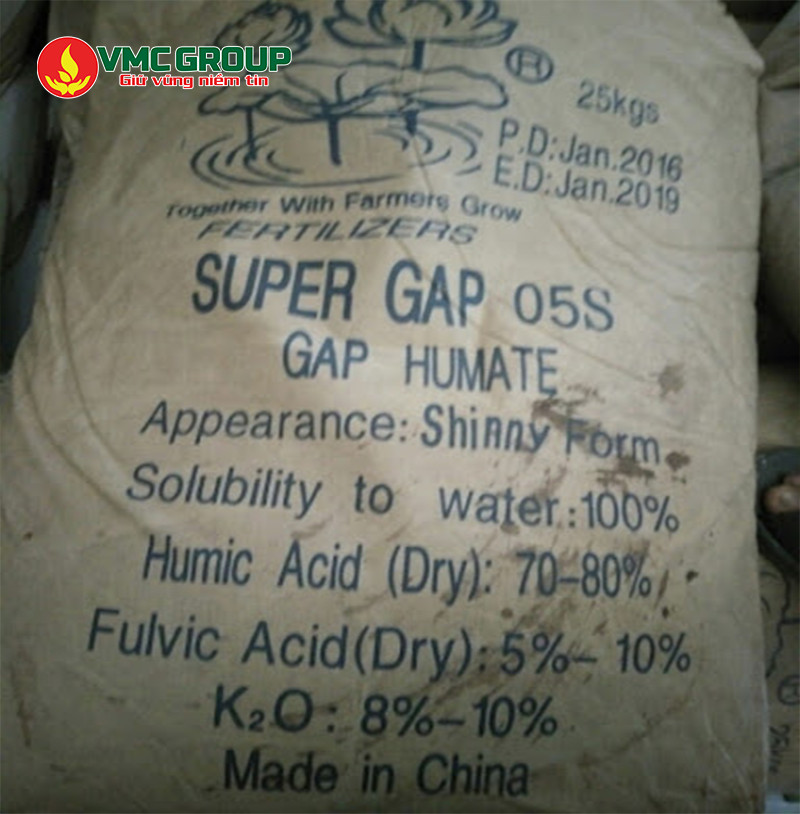 VMC GROUP
Giữ vững niềm tin
R
25kgs
P.D:Jan.2016
E.D:Jan.2019
Together With Farmers Grow
FERTILIZERS
SUPER GAP 05S
GAP HUMATE
Appearance: Shinny Form
Solubility to water:100%
Humic Acid (Dry): 70-80%
Fulvic Acid(Dry): 5%- 10%
K₂O: 8%-10%
Made in China